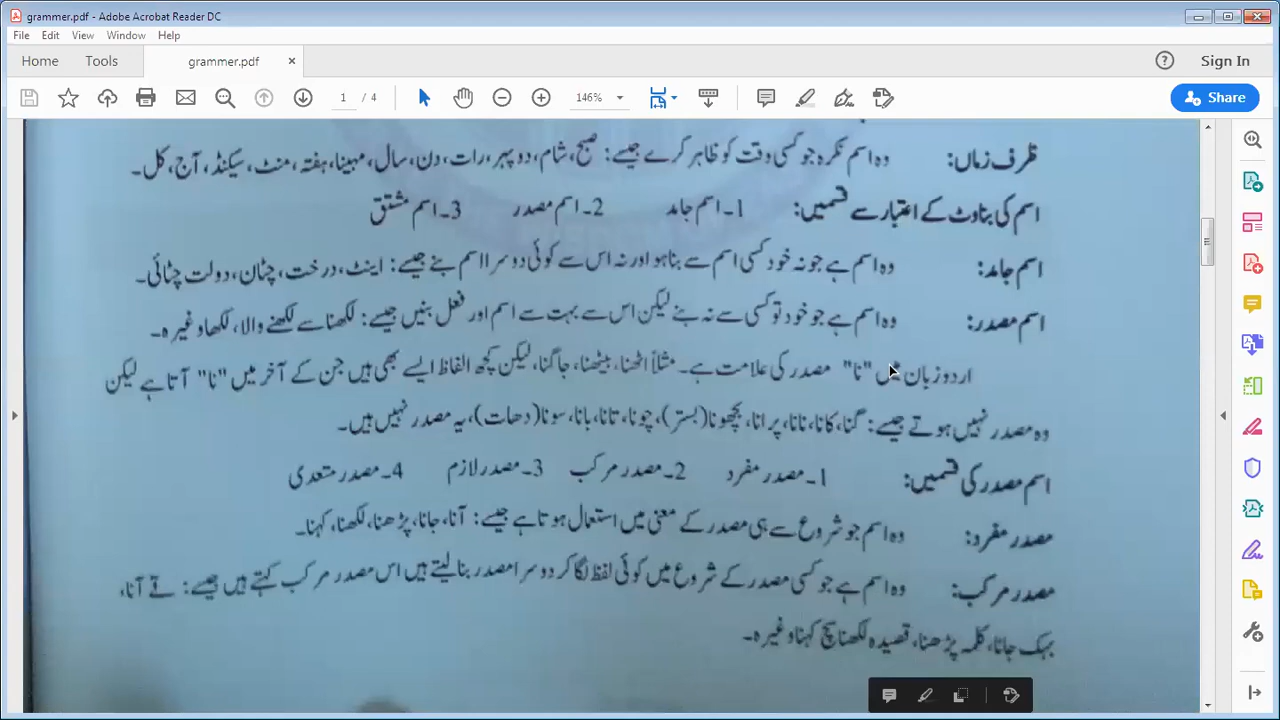 grammer.pdf - Adobe Acrobat Reader DC
File Edit View Window Help
Home Tools grammer.pdf × Sign In
1 / 4 146% Share
ظرف زماں: وہ اسم نکرہ جو کسی وقت کو ظاہر کرے جیسے: صبح، شام، دوپہر، رات، دن، سال، مہینا، ہفتہ، منٹ، سیکنڈ، آج، کل۔
اسم کی بناوٹ کے اعتبار سے قسمیں: 1۔ اسم جامد 2۔ اسم مصدر 3۔ اسم مشتق
اسم جامد: وہ اسم ہے جو نہ خود کسی اسم سے بنا ہو اور نہ اس سے کوئی دوسرا اسم بنے جیسے: اینٹ، درخت، چٹان، دولت چٹائی۔
اسم مصدر: وہ اسم ہے جو خود تو کسی سے نہ بنے لیکن اس سے بہت سے اسم اور فعل بنیں جیسے: لکھنا سے لکھنے والا، لکھا وغیرہ۔
اردو زبان میں "نا" مصدر کی علامت ہے۔ مثلاً اٹھنا، بیٹھنا، جاگنا، لیکن کچھ الفاظ ایسے بھی ہیں جن کے آخر میں "نا" آتا ہے لیکن
وہ مصدر نہیں ہوتے جیسے: گنا، کانا، نانا، پرانا، بچھونا (بستر)، چونا، تانا، بانا، سونا (دھات)، یہ مصدر نہیں ہیں۔
اسم مصدر کی قسمیں: 1۔ مصدر مفرد 2۔ مصدر مرکب 3۔ مصدر لازم 4۔ مصدر متعدی
مصدر مفرد: وہ اسم جو شروع سے ہی مصدر کے معنی میں استعمال ہوتا ہے جیسے: آنا، جانا، پڑھنا، لکھنا، کہنا۔
مصدر مرکب: وہ اسم ہے جو کسی مصدر کے شروع میں کوئی لفظ لگا کر دوسرا مصدر بنا لیتے ہیں اس مصدر مرکب کہتے ہیں جیسے: قے آنا،
بہک جانا، کلمہ پڑھنا، قصیدہ لکھنا سچ کہنا وغیرہ۔